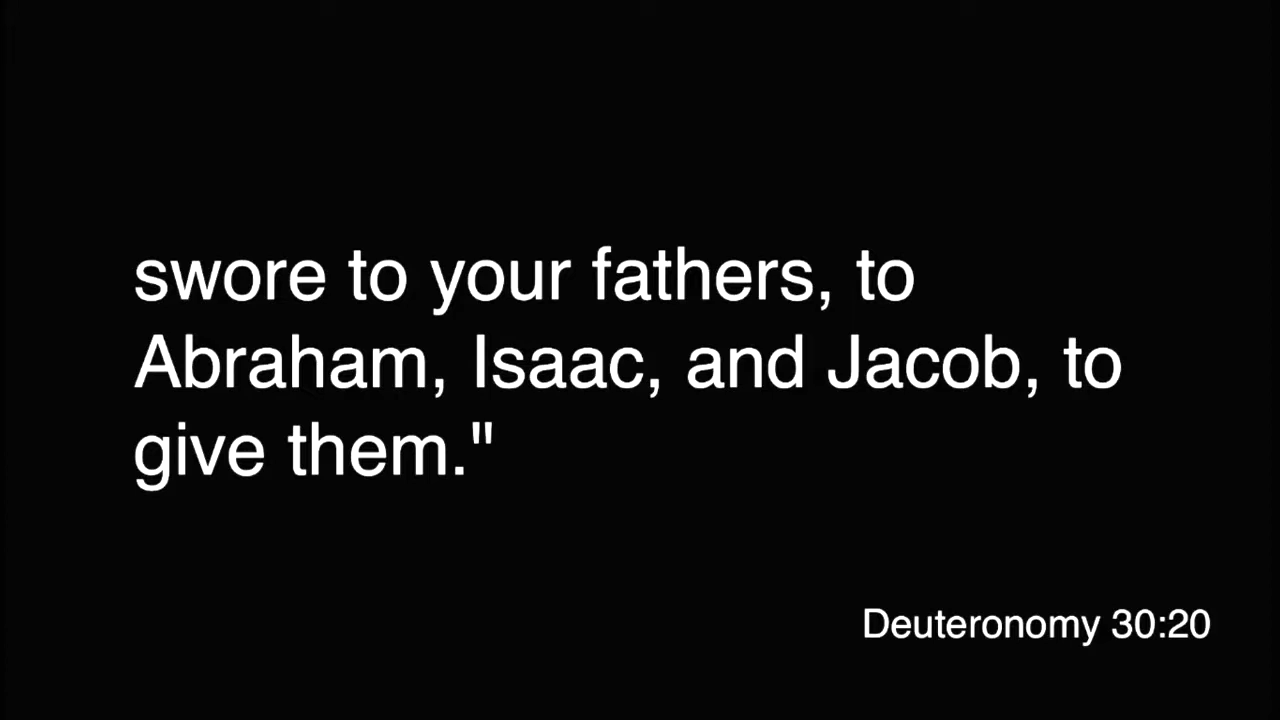 swore to your fathers, to
Abraham, Isaac, and Jacob, to
give them."
Deuteronomy 30:20